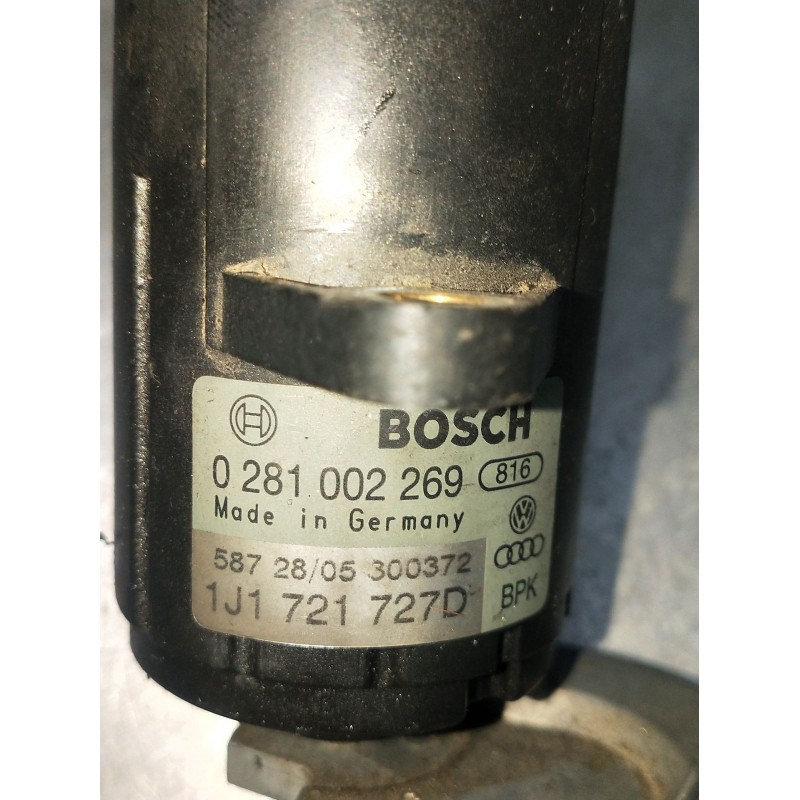 BOSCH
0 281 002 269 816
Made in Germany
587 28/05 300372
1J1 721 727D BPK